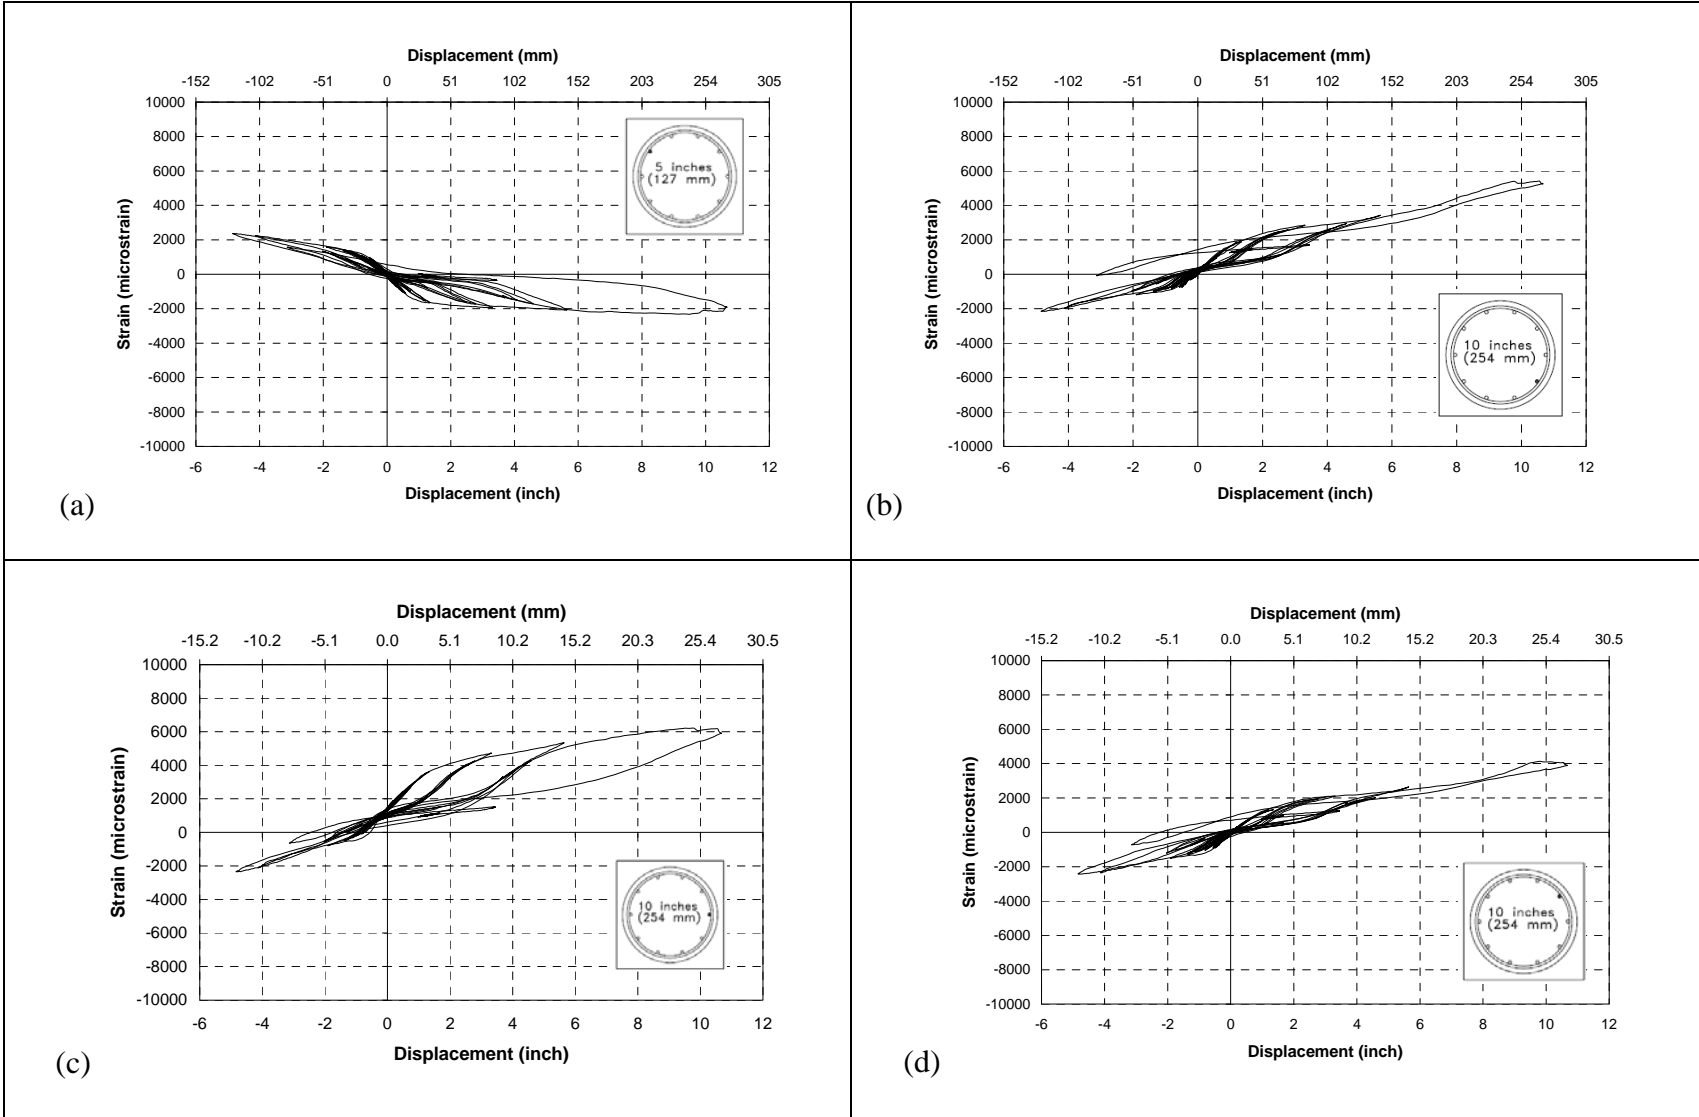 Displacement (mm)
-152 -102 -51 0 51 102 152 203 254 305
10000
8000
6000
4000
2000
0
-2000
-4000
-6000
-8000
-10000
Strain (microstrain)
5 inches
(127 mm)
-6 -4 -2 0 2 4 6 8 10 12
Displacement (inch)
(a)
Displacement (mm)
-152 -102 -51 0 51 102 152 203 254 305
10000
8000
6000
4000
2000
0
-2000
-4000
-6000
-8000
-10000
Strain (microstrain)
10 inches
(254 mm)
-6 -4 -2 0 2 4 6 8 10 12
Displacement (inch)
(b)
Displacement (mm)
-15.2 -10.2 -5.1 0.0 5.1 10.2 15.2 20.3 25.4 30.5
10000
8000
6000
4000
2000
0
-2000
-4000
-6000
-8000
-10000
Strain (microstrain)
10 inches
(254 mm)
-6 -4 -2 0 2 4 6 8 10 12
Displacement (inch)
(c)
Displacement (mm)
-15.2 -10.2 -5.1 0.0 5.1 10.2 15.2 20.3 25.4 30.5
10000
8000
6000
4000
2000
0
-2000
-4000
-6000
-8000
-10000
Strain (microstrain)
10 inches
(254 mm)
-6 -4 -2 0 2 4 6 8 10 12
Displacement (inch)
(d)